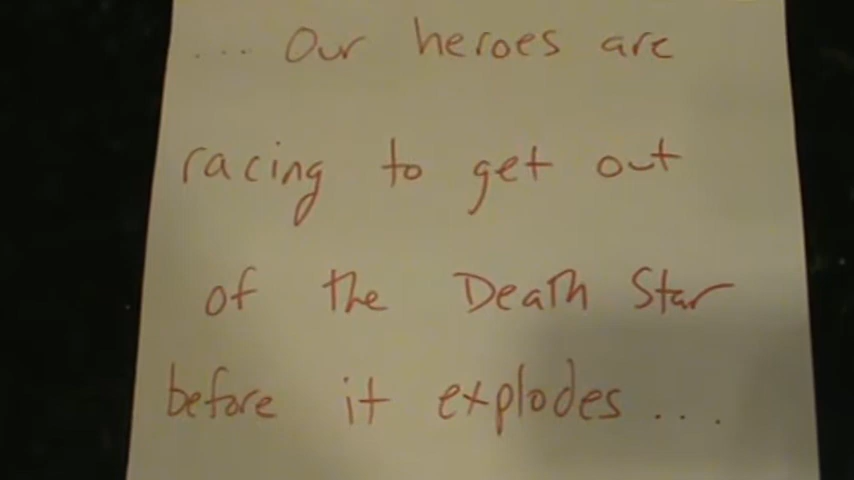 ... Our heroes are
racing to get out
of the Death Star
before it explodes ...